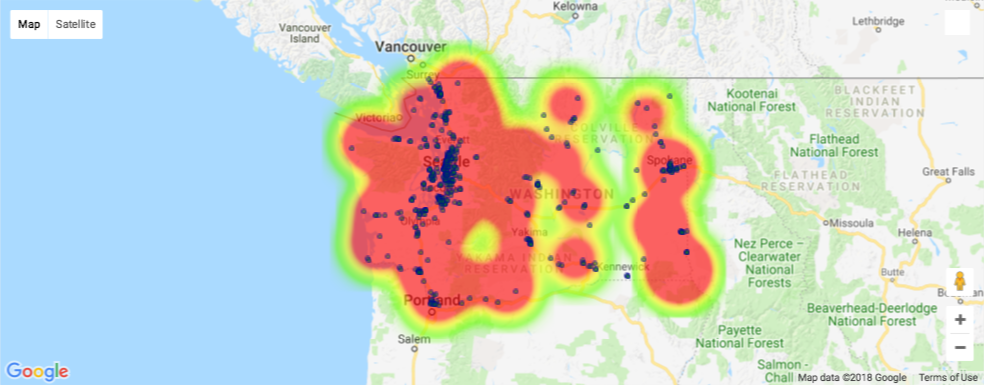 Map
Satellite
Kelowna
Lethbridge
Vancouver
Island
Vancouver
Surrey
Kootenai
National Forest
BLACKFEET
INDIAN
RESERVATION
Victoria
COLVILLE
RESERVATION
Everett
Flathead
National Forest
Seattle
Spokane
FLATHEAD
RESERVATION
Great Falls
WASHINGTON
Olympia
Missoula
Yakima
Helena
Nez Perce –
Clearwater
National
Forests
YAKAMA INDIAN
RESERVATION
Kennewick
Butte
Portland
Beaverhead-Deerlodge
National Forest
Payette
National Forest
Salem
Salmon -
Chall
Google
Map data ©2018 Google
Terms of Use